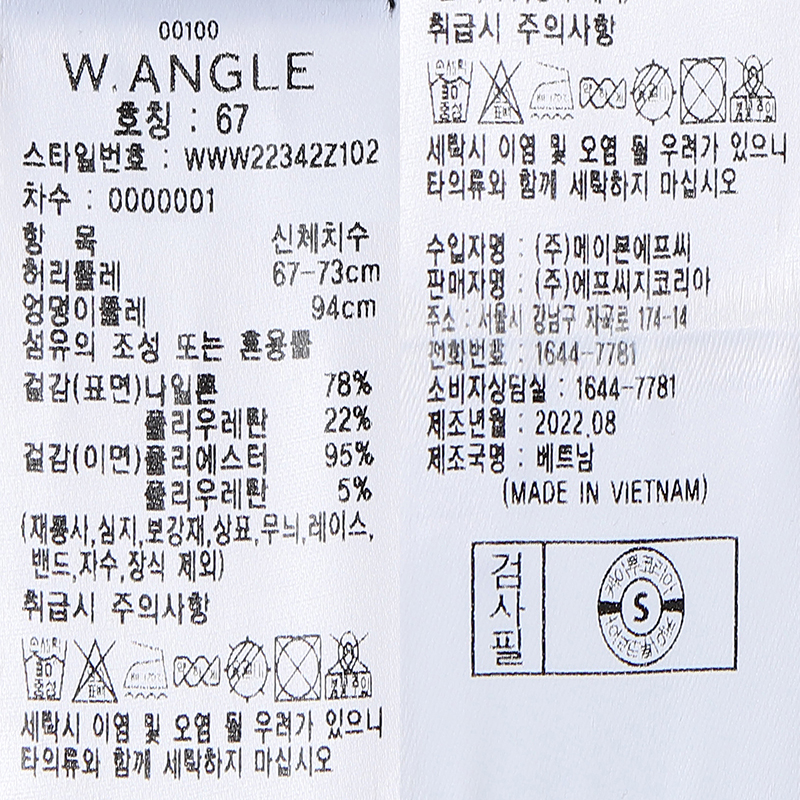 00100
W.ANGLE
호칭 : 67
스타일번호 : WWW22342Z102
차수 : 0000001
항 목 신체치수
허리둘레 67-73cm
엉덩이둘레 94cm
섬유의 조성 또는 혼용률
겉감(표면)나일론 78%
폴리우레탄 22%
겉감(이면)폴리에스터 95%
폴리우레탄 5%
(재봉사,심지,보강재,상표,무늬,레이스,
밴드,자수,장식 제외)
취급시 주의사항
손세탁
중성
세탁시 이염 및 오염 될 우려가 있으니
타의류와 함께 세탁하지 마십시오
취급시 주의사항
손세탁
중성
세탁시 이염 및 오염 될 우려가 있으니
타의류와 함께 세탁하지 마십시오
수입자명 : (주)메이븐에프씨
판매자명 : (주)에프씨지코리아
주소 : 서울시 강남구 자곡로 174-14
전화번호 : 1644-7781
소비자상담실 : 1644-7781
제조년월 : 2022.08
제조국명 : 베트남
(MADE IN VIETNAM)
검사필
S